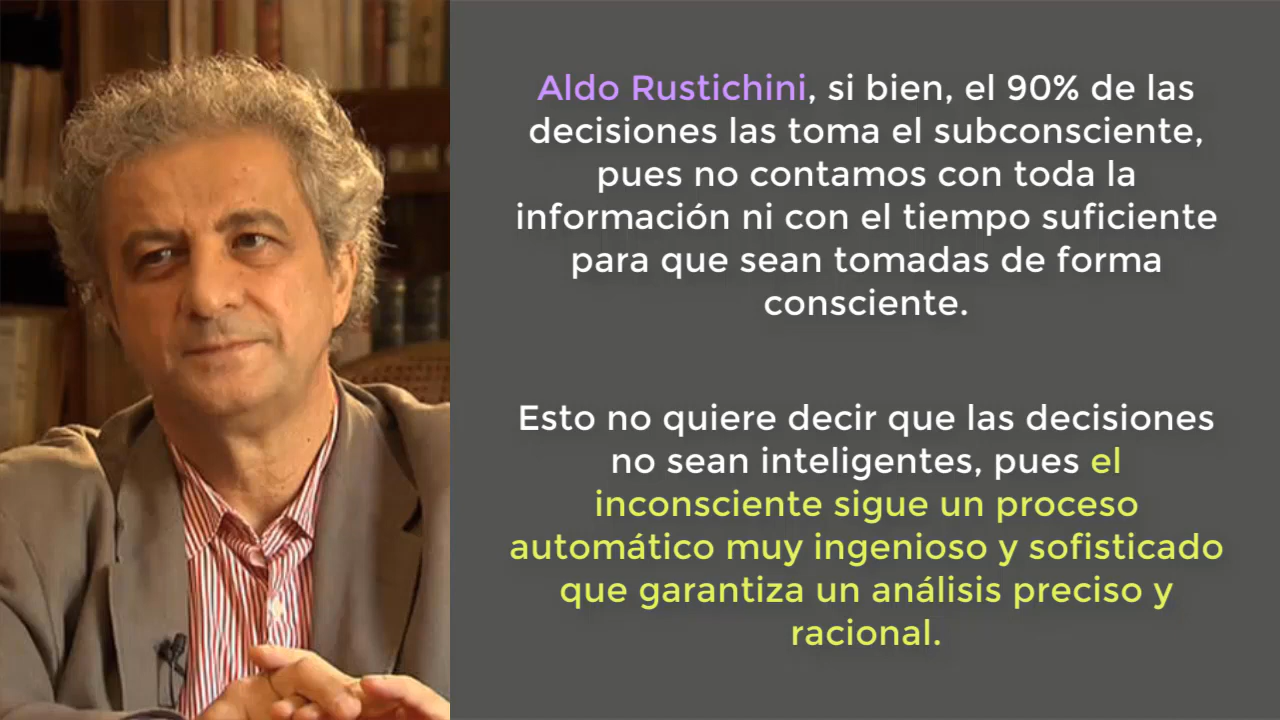 Aldo Rustichini, si bien, el 90% de las
decisiones las toma el subconsciente,
pues no contamos con toda la
información ni con el tiempo suficiente
para que sean tomadas de forma
consciente.
Esto no quiere decir que las decisiones
no sean inteligentes, pues el
inconsciente sigue un proceso
automático muy ingenioso y sofisticado
que garantiza un análisis preciso y
racional.